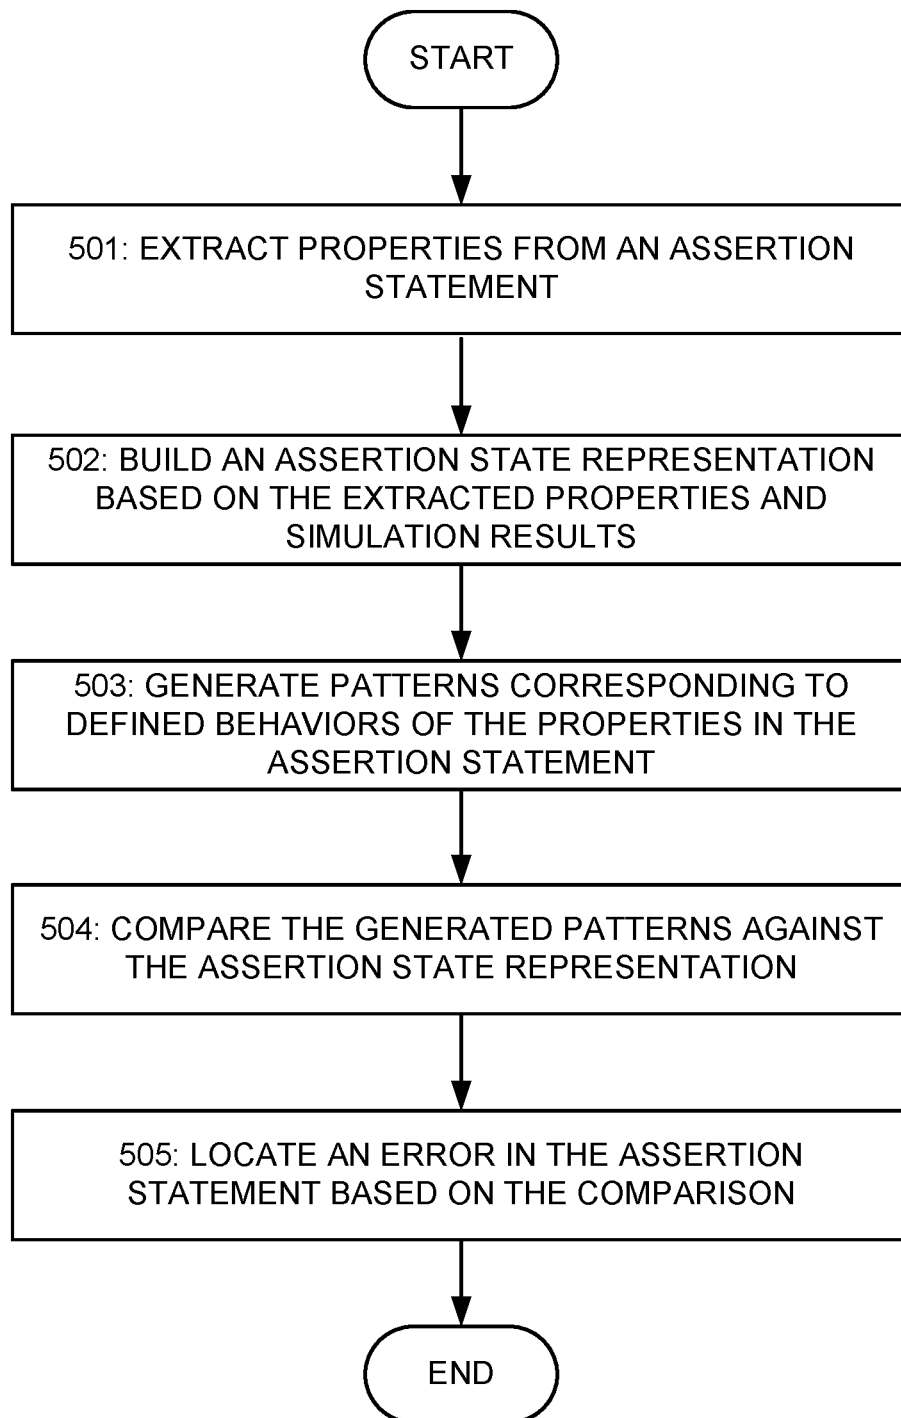 START
501: EXTRACT PROPERTIES FROM AN ASSERTION
STATEMENT
502: BUILD AN ASSERTION STATE REPRESENTATION
BASED ON THE EXTRACTED PROPERTIES AND
SIMULATION RESULTS
503: GENERATE PATTERNS CORRESPONDING TO
DEFINED BEHAVIORS OF THE PROPERTIES IN THE
ASSERTION STATEMENT
504: COMPARE THE GENERATED PATTERNS AGAINST
THE ASSERTION STATE REPRESENTATION
505: LOCATE AN ERROR IN THE ASSERTION
STATEMENT BASED ON THE COMPARISON
END